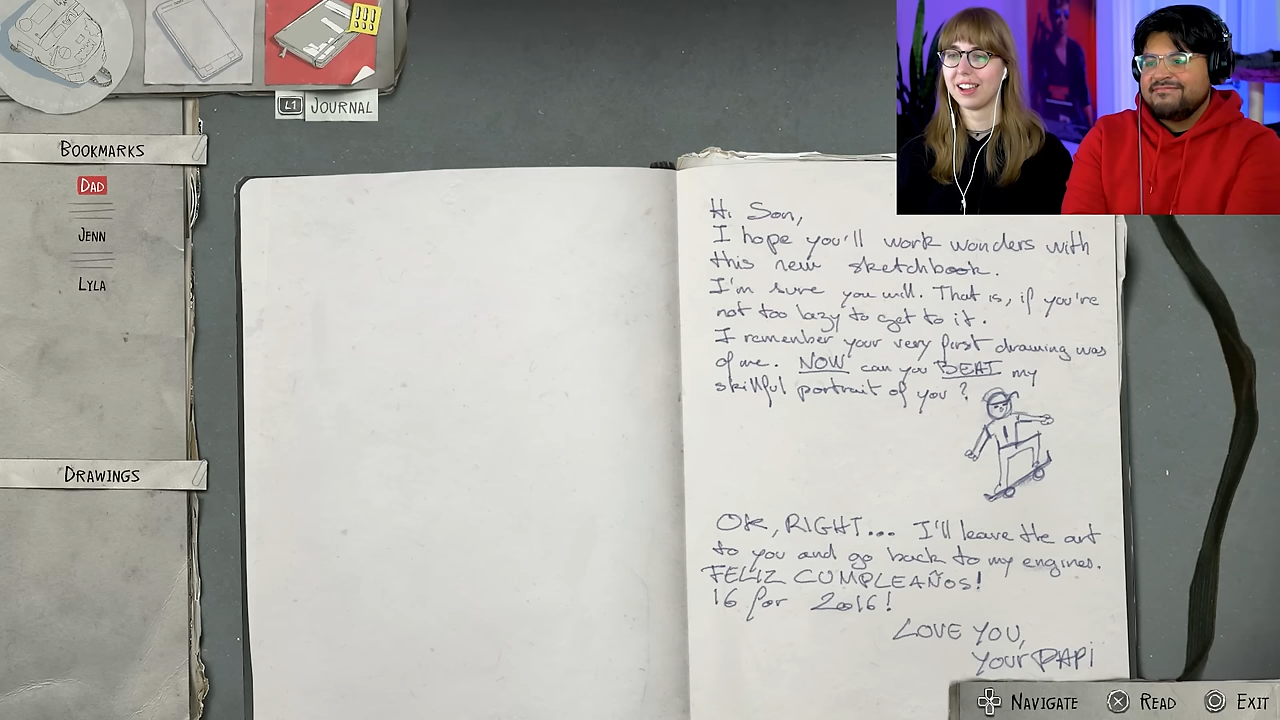 !!!
L1 JOURNAL
BOOKMARKS
DAD
JENN
LYLA
DRAWINGS
Hi Son,
I hope you'll work wonders with
this new sketchbook.
I'm sure you will. That is, if you're
not too lazy to get to it.
I remember your very first drawing was
of me. NOW can you BEAT my
skillful portrait of you?
OK, RIGHT... I'll leave the art
to you and go back to my engines.
FELIZ CUMPLEAÑOS!
16 for 2016!
LOVE YOU,
your PAPI
NAVIGATE READ EXIT